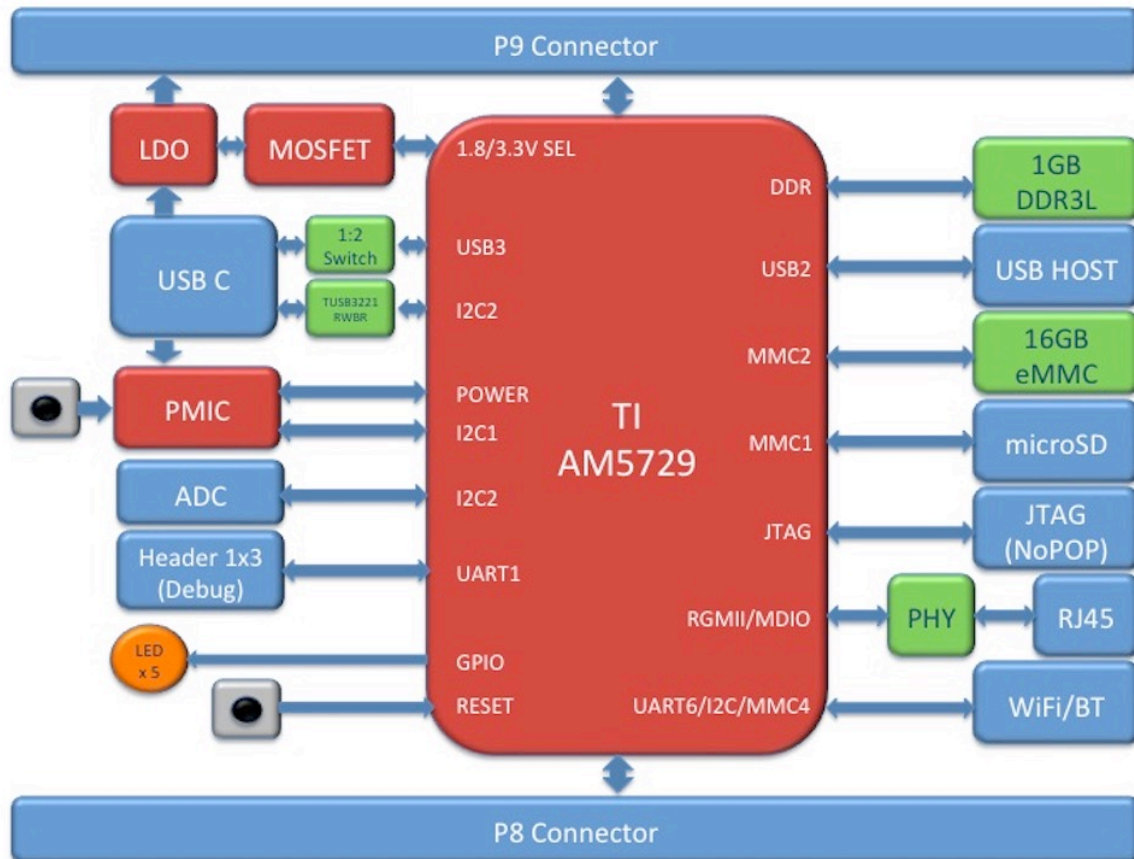 P9 Connector
LDO
MOSFET
1.8/3.3V SEL
DDR
1GB
DDR3L
USB C
1:2
Switch
USB3
USB2
USB HOST
TUSB3221
RWBR
I2C2
MMC2
16GB
eMMC
PMIC
POWER
I2C1
TI
AM5729
MMC1
microSD
ADC
I2C2
JTAG
JTAG
(NoPOP)
Header 1x3
(Debug)
UART1
RGMII/MDIO
PHY
RJ45
LED
x 5
GPIO
RESET
UART6/I2C/MMC4
WiFi/BT
P8 Connector